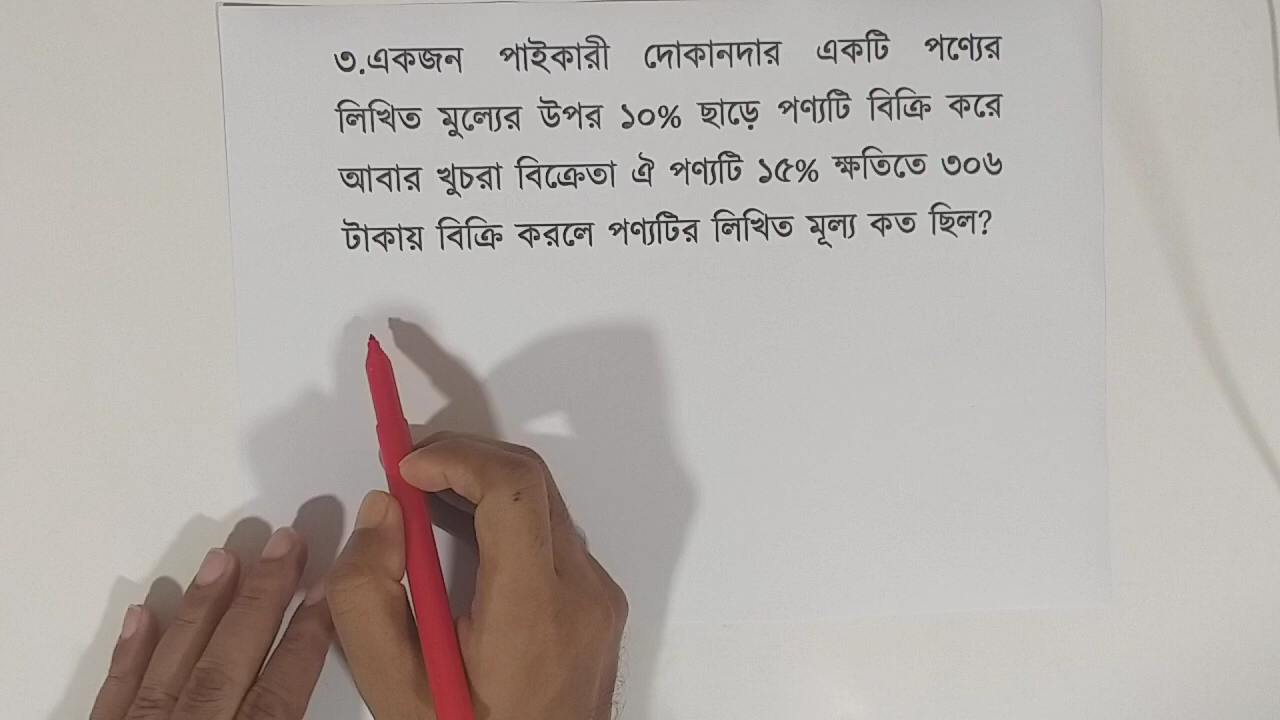 ৩.একজন পাইকারী দোকানদার একটি পণ্যের
লিখিত মুল্যের উপর ১০% ছাড়ে পণ্যটি বিক্রি করে
আবার খুচরা বিক্রেতা ঐ পণ্যটি ১৫% ক্ষতিতে ৩০৬
টাকায় বিক্রি করলে পণ্যটির লিখিত মূল্য কত ছিল?